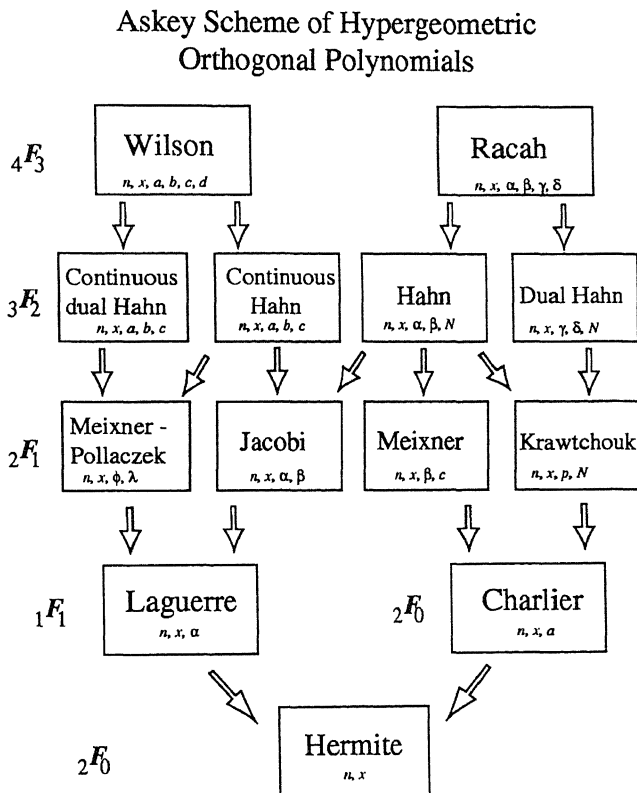 Askey Scheme of Hypergeometric
Orthogonal Polynomials
₄F₃
Wilson
n, x, a, b, c, d
Racah
n, x, α, β, γ, δ
₃F₂
Continuous
dual Hahn
n, x, a, b, c
Continuous
Hahn
n, x, a, b, c
Hahn
n, x, α, β, N
Dual Hahn
n, x, γ, δ, N
₂F₁
Meixner -
Pollaczek
n, x, ϕ, λ
Jacobi
n, x, α, β
Meixner
n, x, β, c
Krawtchouk
n, x, p, N
₁F₁
Laguerre
n, x, α
₂F₀
Charlier
n, x, a
₂F₀
Hermite
n, x